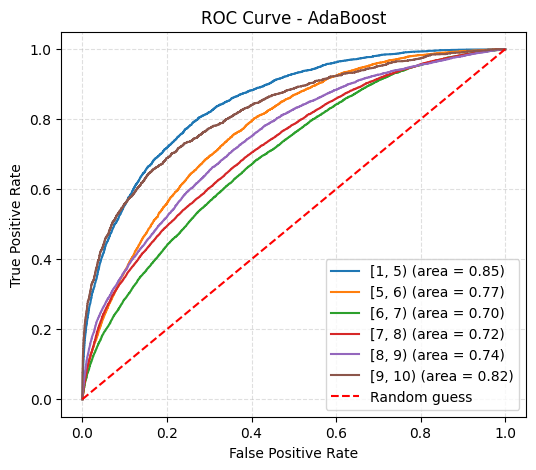 ROC Curve - AdaBoost
True Positive Rate
1.0
0.8
0.6
0.4
0.2
0.0
[1, 5) (area = 0.85)
[5, 6) (area = 0.77)
[6, 7) (area = 0.70)
[7, 8) (area = 0.72)
[8, 9) (area = 0.74)
[9, 10) (area = 0.82)
Random guess
0.0 0.2 0.4 0.6 0.8 1.0
False Positive Rate